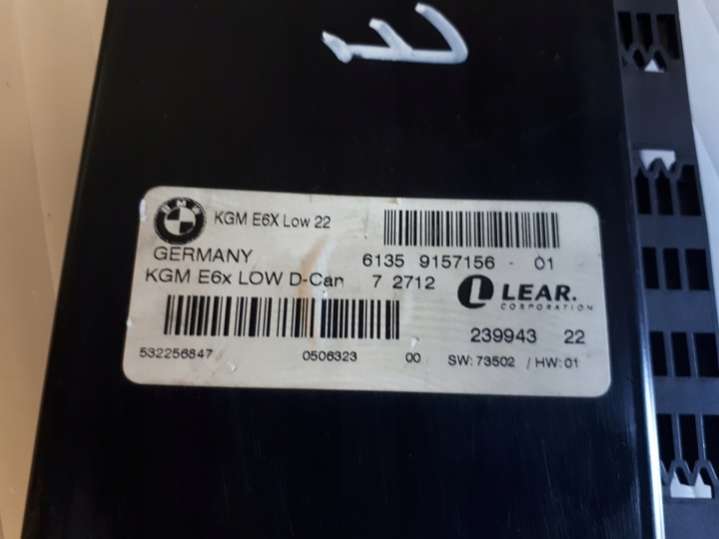 BMW
KGM E6X Low 22
GERMANY
6135 9157156 - 01
KGM E6x LOW D-Can 7 2712
LEAR.
CORPORATION
239943 22
532256847 0506323 00 SW: 73502 / HW: 01